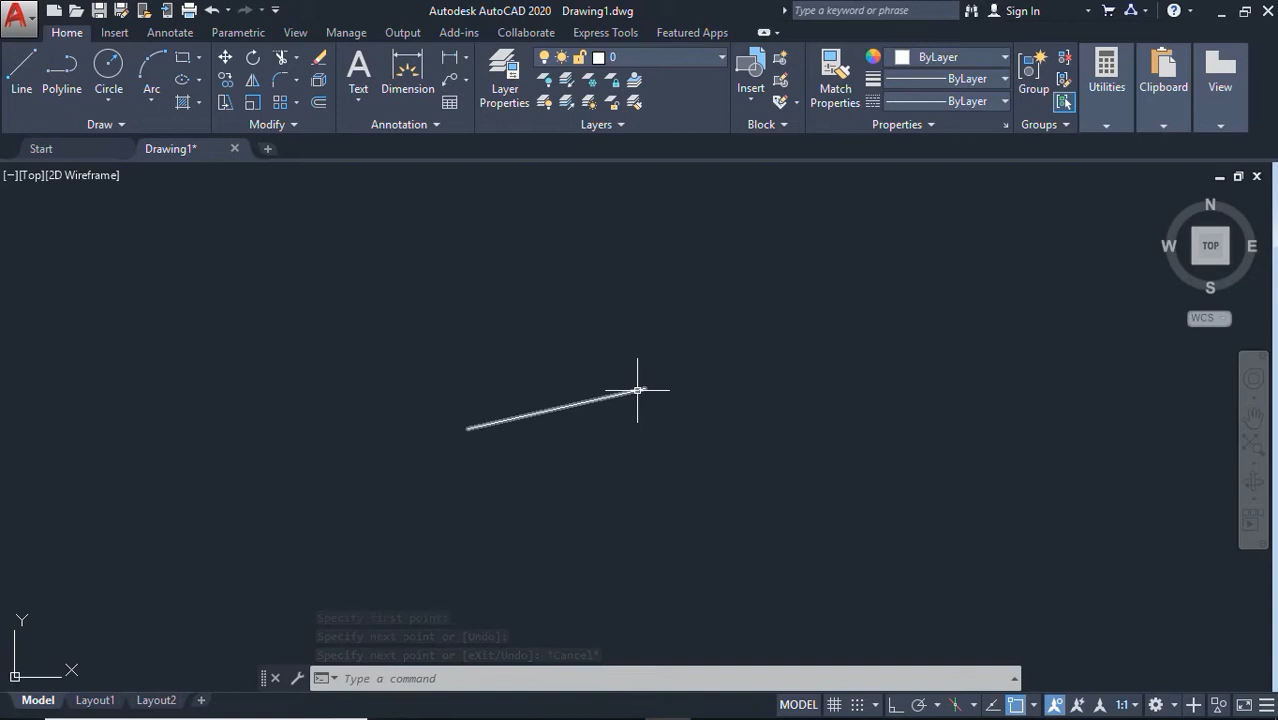 Autodesk AutoCAD 2020 Drawing1.dwg
Type a keyword or phrase
Sign In
Home Insert Annotate Parametric View Manage Output Add-ins Collaborate Express Tools Featured Apps
0
ByLayer
ByLayer
ByLayer
Line Polyline Circle Arc Text Dimension Layer Properties Insert Match Properties Group Utilities Clipboard View
Draw Modify Annotation Layers Block Properties Groups
Start Drawing1*
[−][Top][2D Wireframe]
N
W TOP E
S
WCS
Y
X
Specify first point:
Specify next point or [Undo]:
Specify next point or [eXit/Undo]: *Cancel*
Type a command
Model Layout1 Layout2 MODEL 1:1